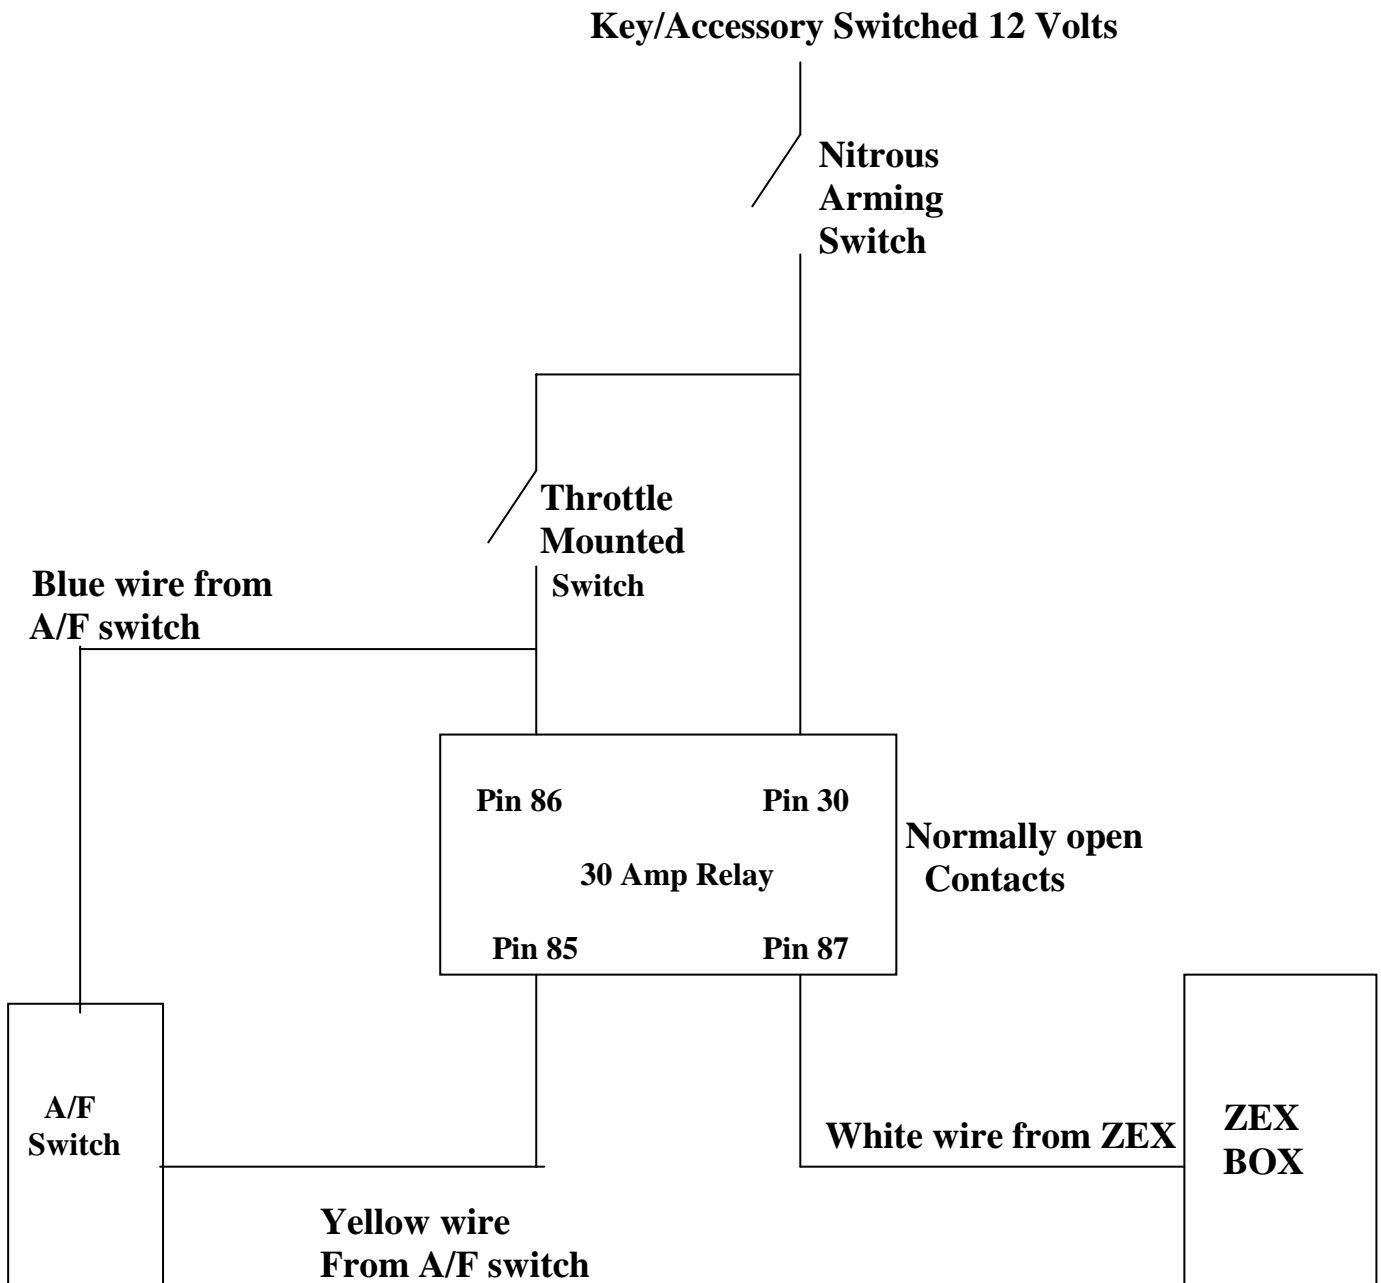 Key/Accessory Switched 12 Volts
Nitrous
Arming
Switch
Throttle
Mounted
Switch
Blue wire from
A/F switch
Pin 86
Pin 30
Normally open
Contacts
30 Amp Relay
Pin 85
Pin 87
A/F
Switch
White wire from ZEX
ZEX
BOX
Yellow wire
From A/F switch